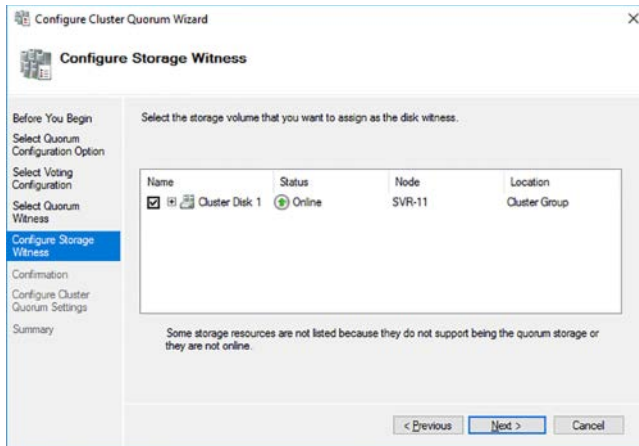 Configure Cluster Quorum Wizard
Configure Storage Witness
Before You Begin
Select Quorum
Configuration Option
Select Voting
Configuration
Select Quorum
Witness
Configure Storage
Witness
Confirmation
Configure Cluster
Quorum Settings
Summary
Select the storage volume that you want to assign as the disk witness.
Name Status Node Location
Cluster Disk 1 Online SVR-11 Cluster Group
Some storage resources are not listed because they do not support being the quorum storage or
they are not online.
< Previous Next > Cancel